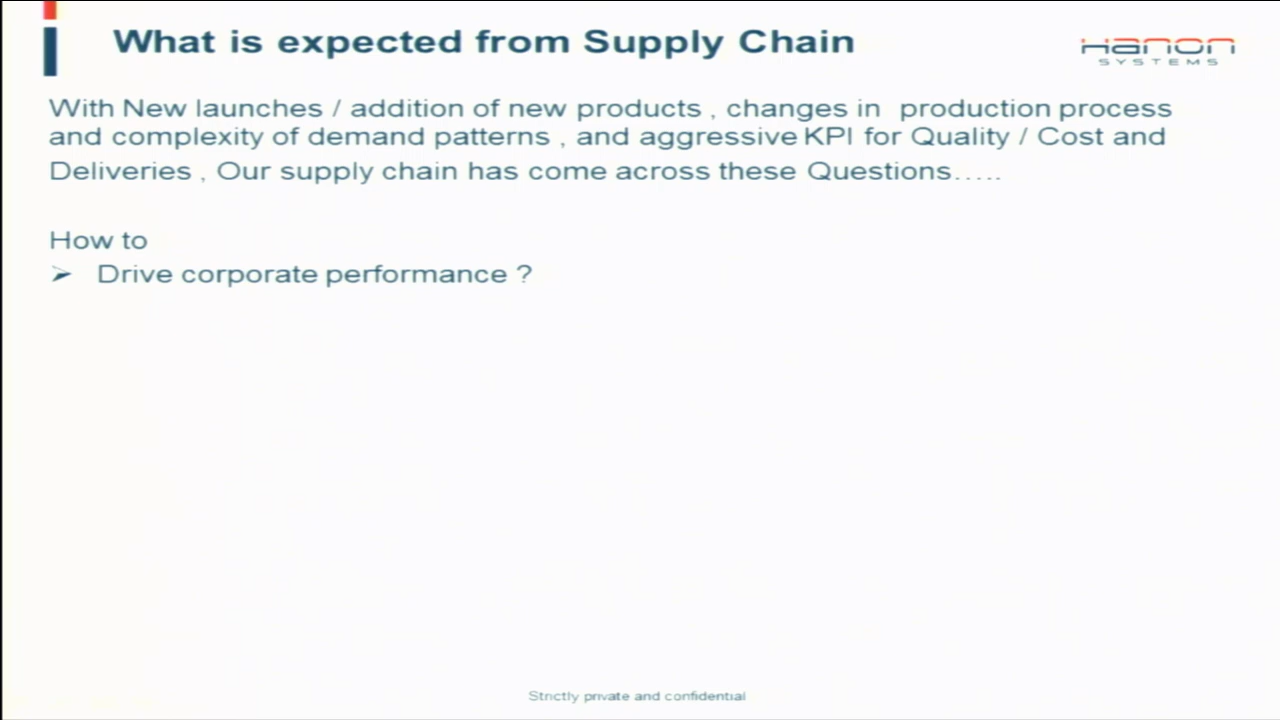 What is expected from Supply Chain
Hanon
SYSTEMS
With New launches / addition of new products , changes in production process
and complexity of demand patterns , and aggressive KPI for Quality / Cost and
Deliveries , Our supply chain has come across these Questions.....
How to
➢ Drive corporate performance ?
Strictly private and confidential